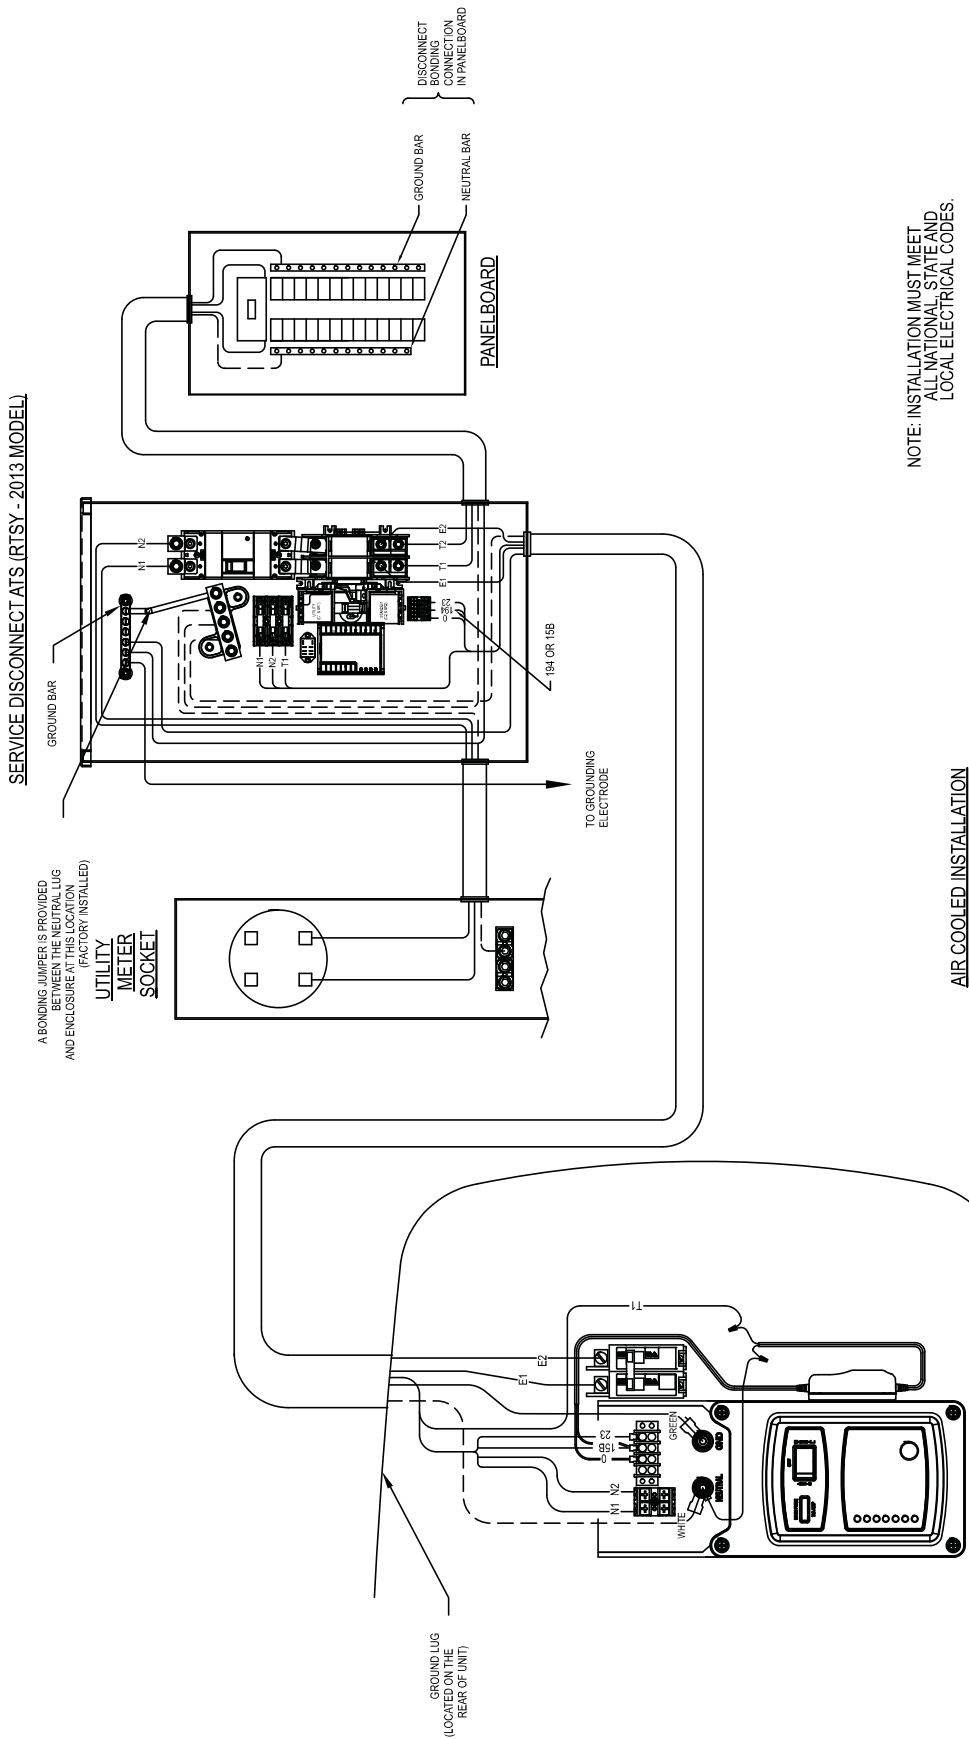 SERVICE DISCONNECT ATS (RTSY - 2013 MODEL)
GROUND BAR
A BONDING JUMPER IS PROVIDED
BETWEEN THE NEUTRAL LUG
AND ENCLOSURE AT THIS LOCATION
(FACTORY INSTALLED)
UTILITY
METER
SOCKET
N2
N1
N1
N2
T1
E2
T2
T1
E1
23
194
0
194 OR 15B
TO GROUNDING
ELECTRODE
DISCONNECT
BONDING
CONNECTION
IN PANELBOARD
GROUND BAR
NEUTRAL BAR
PANELBOARD
NOTE: INSTALLATION MUST MEET
ALL NATIONAL, STATE AND
LOCAL ELECTRICAL CODES.
AIR COOLED INSTALLATION
GROUND LUG
(LOCATED ON THE
REAR OF UNIT)
T1
E2
E1
23
15B
0
N2
N1
GREEN
GND
WHITE
NEUTRAL